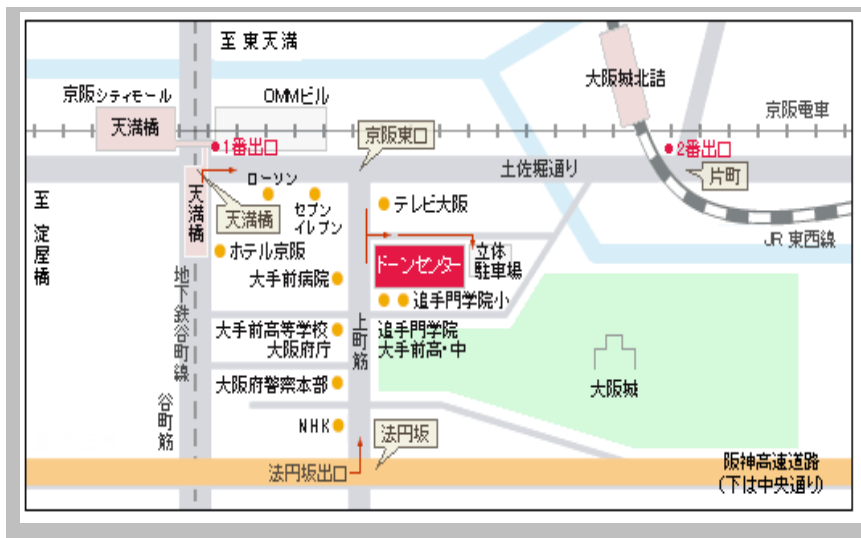 至 東天満
大阪城北詰
京阪シティモール
OMMビル
京阪電車
天満橋
1番出口
京阪東口
2番出口
土佐堀通り
片町
至 淀屋橋
天満橋
ローソン
天満橋
セブン
イレブン
テレビ大阪
JR 東西線
ホテル京阪
ドーンセンター
立体
駐車場
大手前病院
追手門学院小
地下鉄谷町線
上町筋
大手前高等学校
大阪府庁
追手門学院
大手前高・中
大阪府警察本部
大阪城
谷町筋
NHK
法円坂
法円坂出口
阪神高速道路
(下は中央通り)